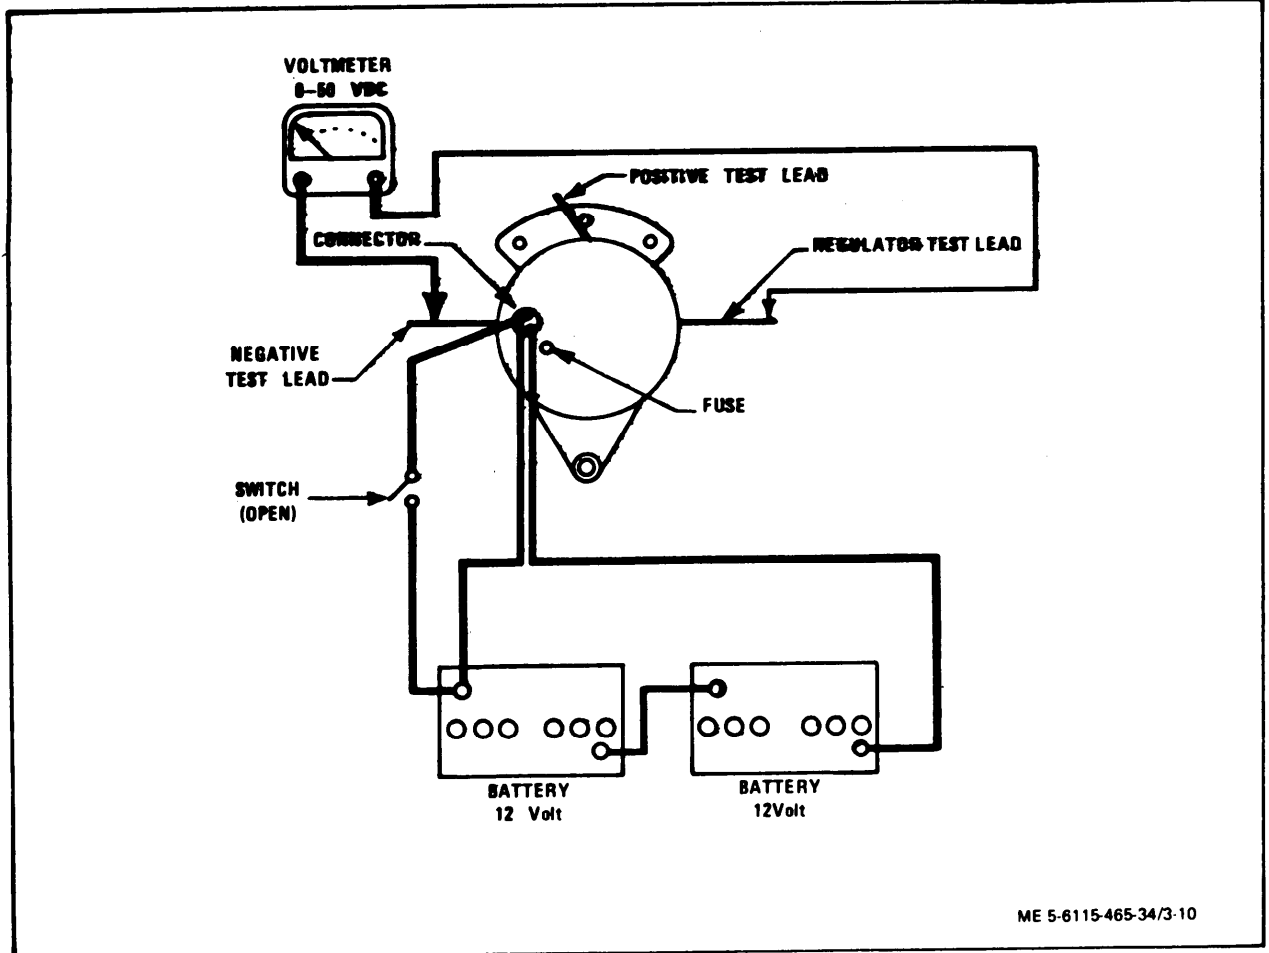 VOLTMETER
0-50 VDC
POSITIVE TEST LEAD
CONNECTOR
REGULATOR TEST LEAD
NEGATIVE
TEST LEAD
FUSE
SWITCH
(OPEN)
BATTERY
12 Volt
BATTERY
12Volt
ME 5-6115-465-34/3-10